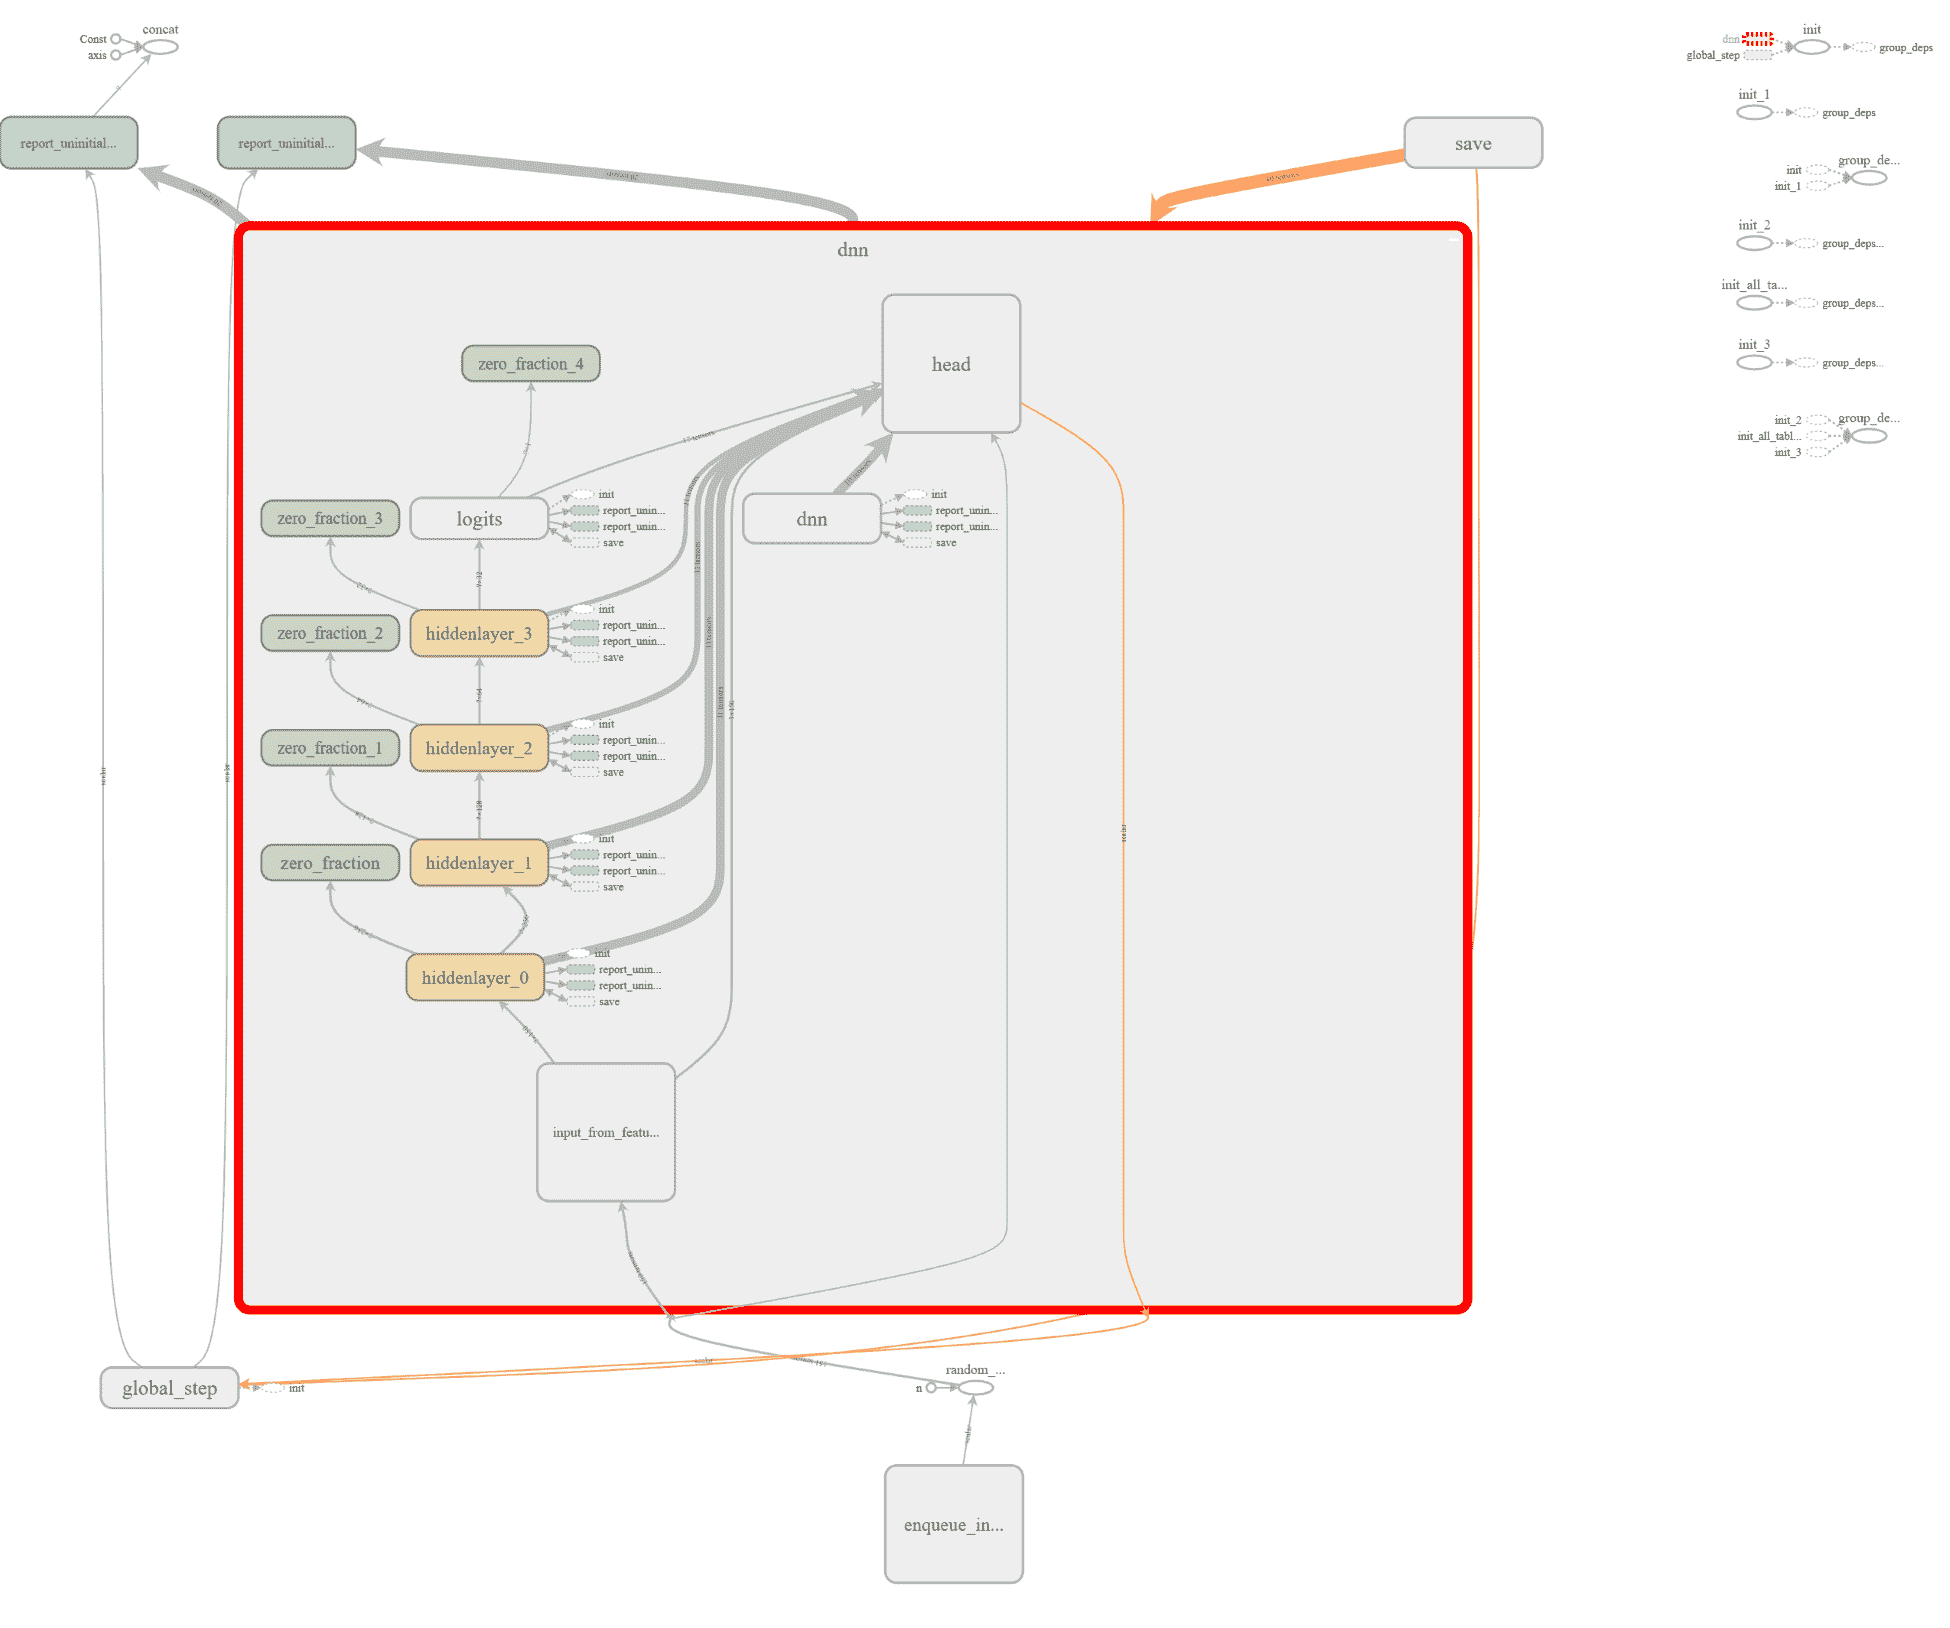 concat
Const
axis
report_uninitial...
report_uninitial...
save
dnn
head
zero_fraction_4
zero_fraction_3
logits
init
report_unin...
report_unin...
save
dnn
init
report_unin...
report_unin...
save
zero_fraction_2
hiddenlayer_3
init
report_unin...
report_unin...
save
zero_fraction_1
hiddenlayer_2
init
report_unin...
report_unin...
save
zero_fraction
hiddenlayer_1
init
report_unin...
report_unin...
save
hiddenlayer_0
init
report_unin...
report_unin...
save
input_from_featu...
global_step
init
random_...
n
enqueue_in...
init
dnn
global_step
group_deps
init_1
group_deps
group_de...
init
init_1
init_2
group_deps...
init_all_ta...
group_deps...
init_3
group_deps...
group_de...
init_2
init_all_tabl...
init_3